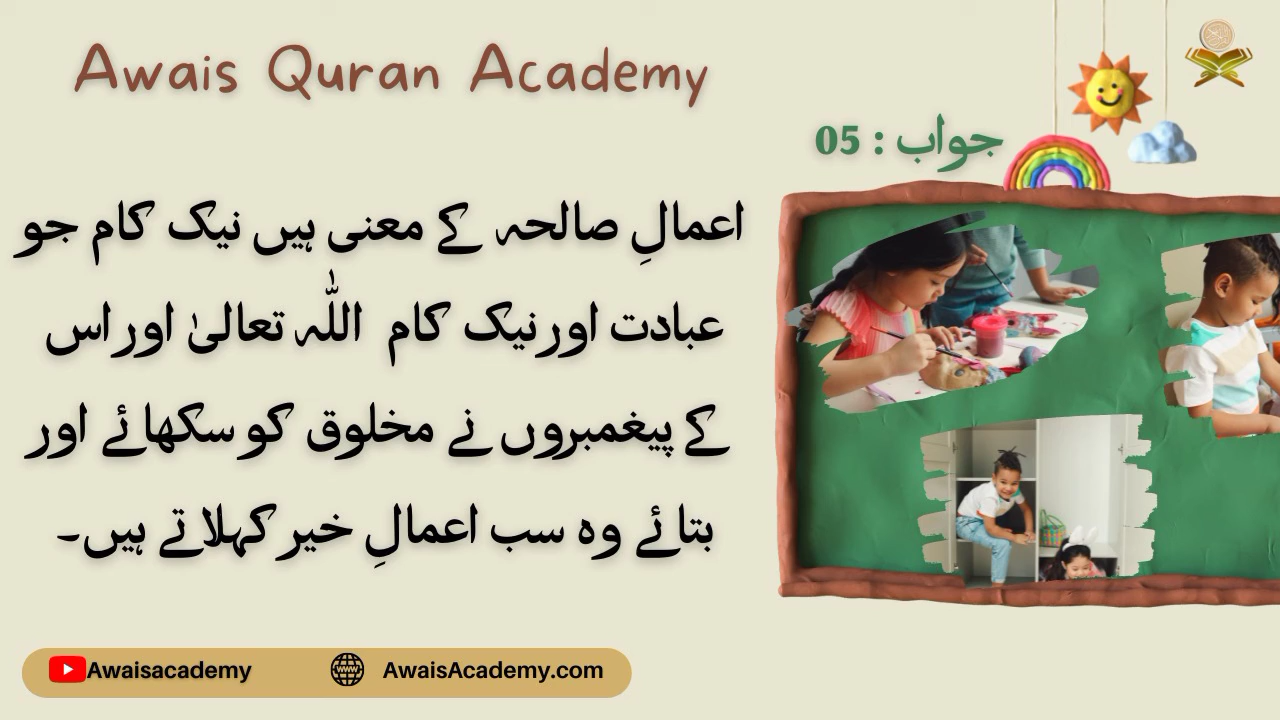 Awais Quran Academy
جواب : 05
اعمالِ صالحہ کے معنی ہیں نیک کام جو
عبادت اور نیک کام اللّٰہ تعالیٰ اور اس
کے پیغمبروں نے مخلوق کو سکھائے اور
بتائے وہ سب اعمالِ خیر کہلاتے ہیں۔
Awaisacademy
AwaisAcademy.com